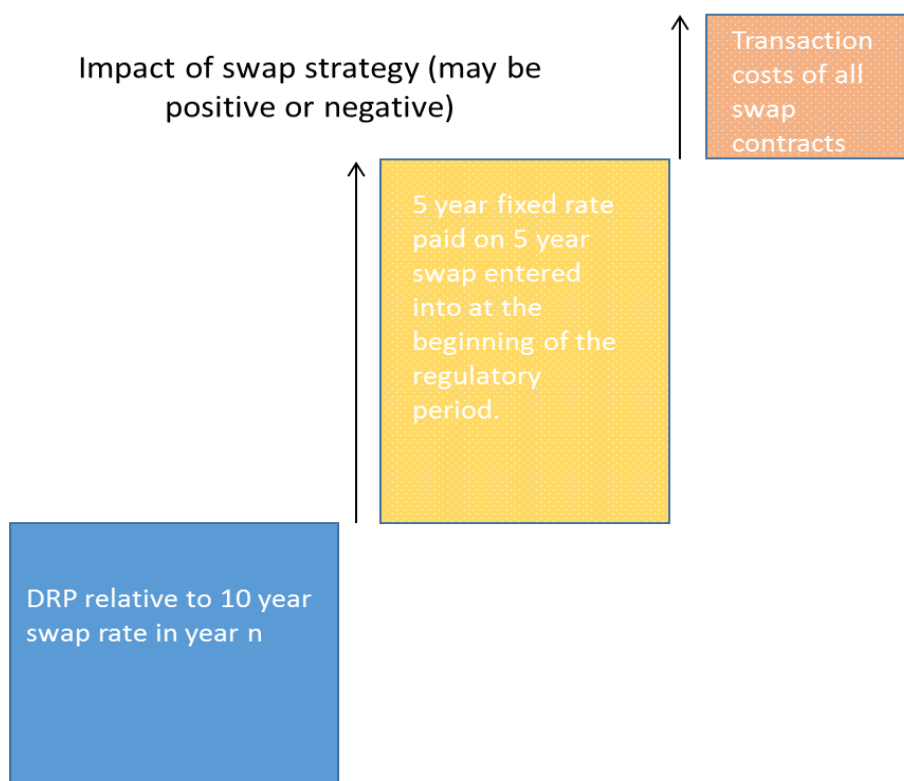 Impact of swap strategy (may be
positive or negative)
Transaction
costs of all
swap
contracts
5 year fixed rate
paid on 5 year
swap entered
into at the
beginning of the
regulatory
period.
DRP relative to 10 year
swap rate in year n